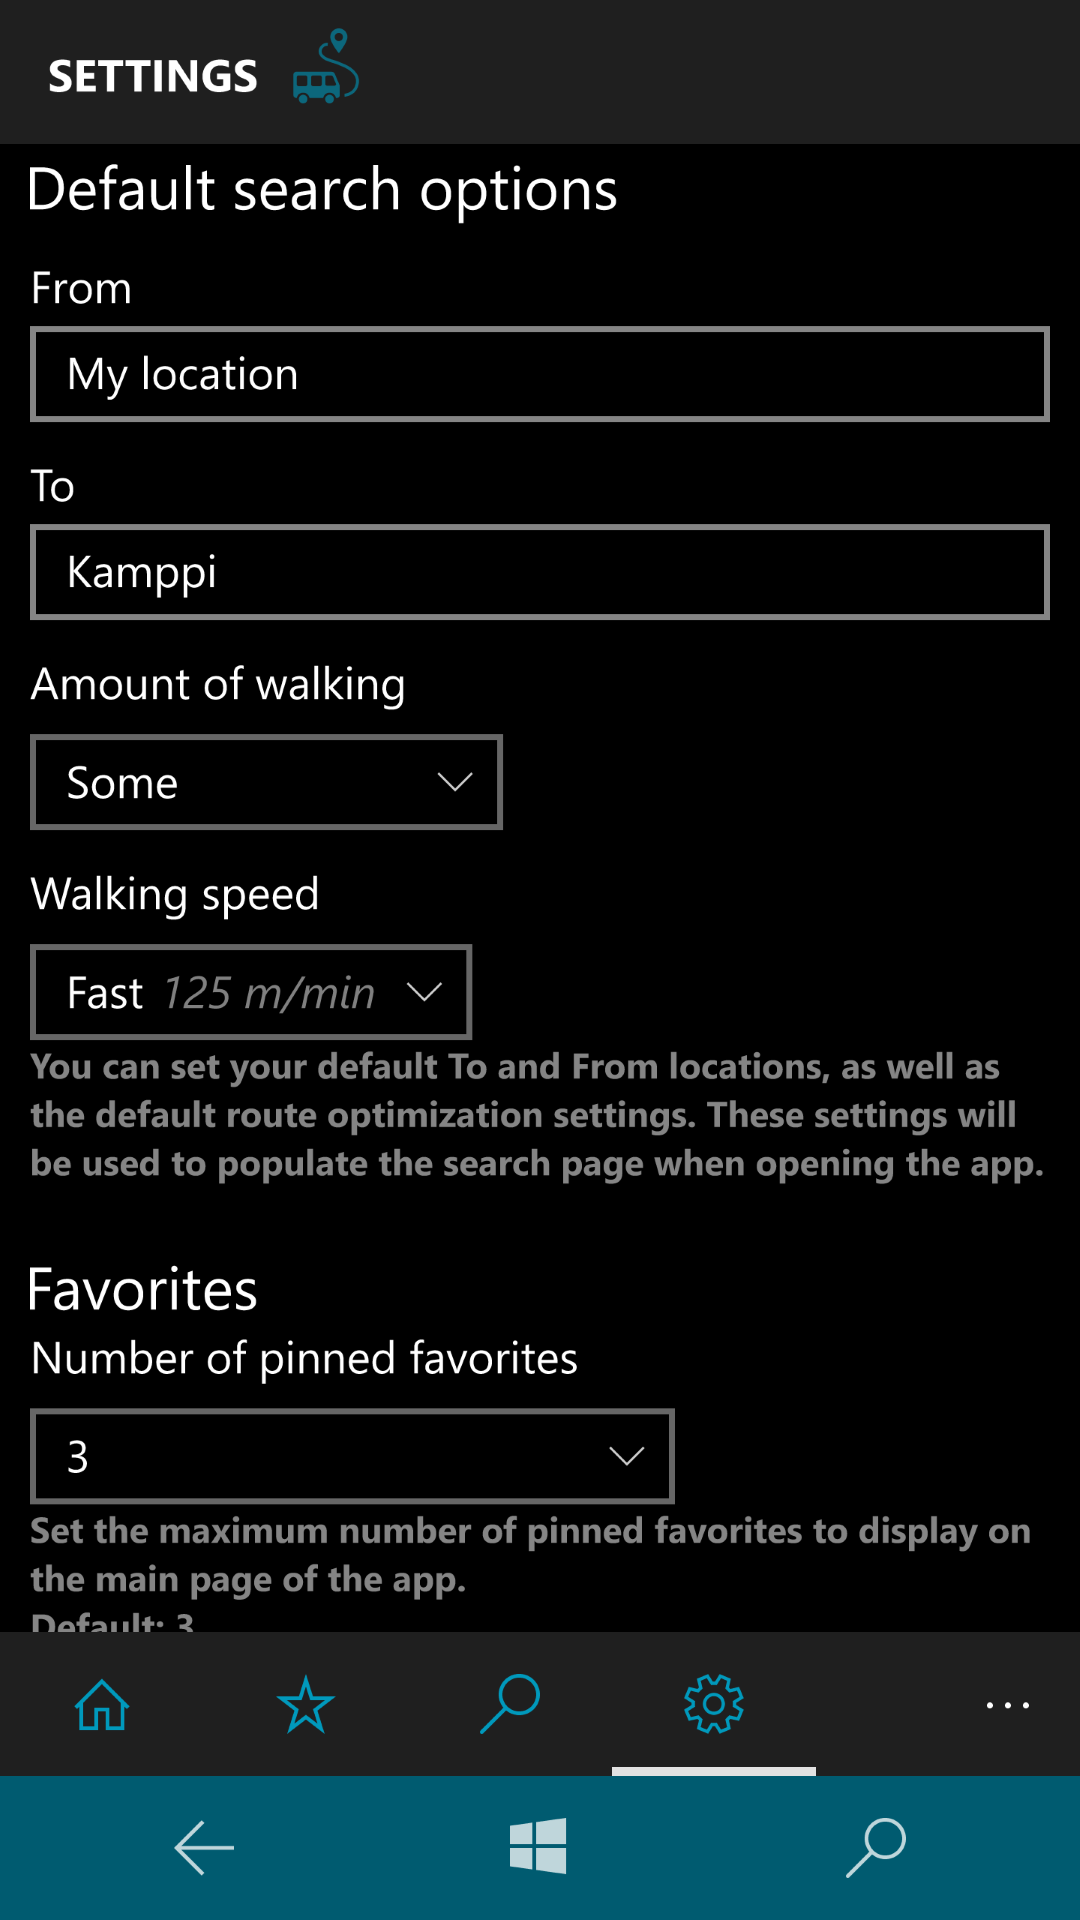 SETTINGS
Default search options
From
My location
To
Kamppi
Amount of walking
Some
Walking speed
Fast 125 m/min
You can set your default To and From locations, as well as
the default route optimization settings. These settings will
be used to populate the search page when opening the app.
Favorites
Number of pinned favorites
3
Set the maximum number of pinned favorites to display on
the main page of the app.
Default: 3